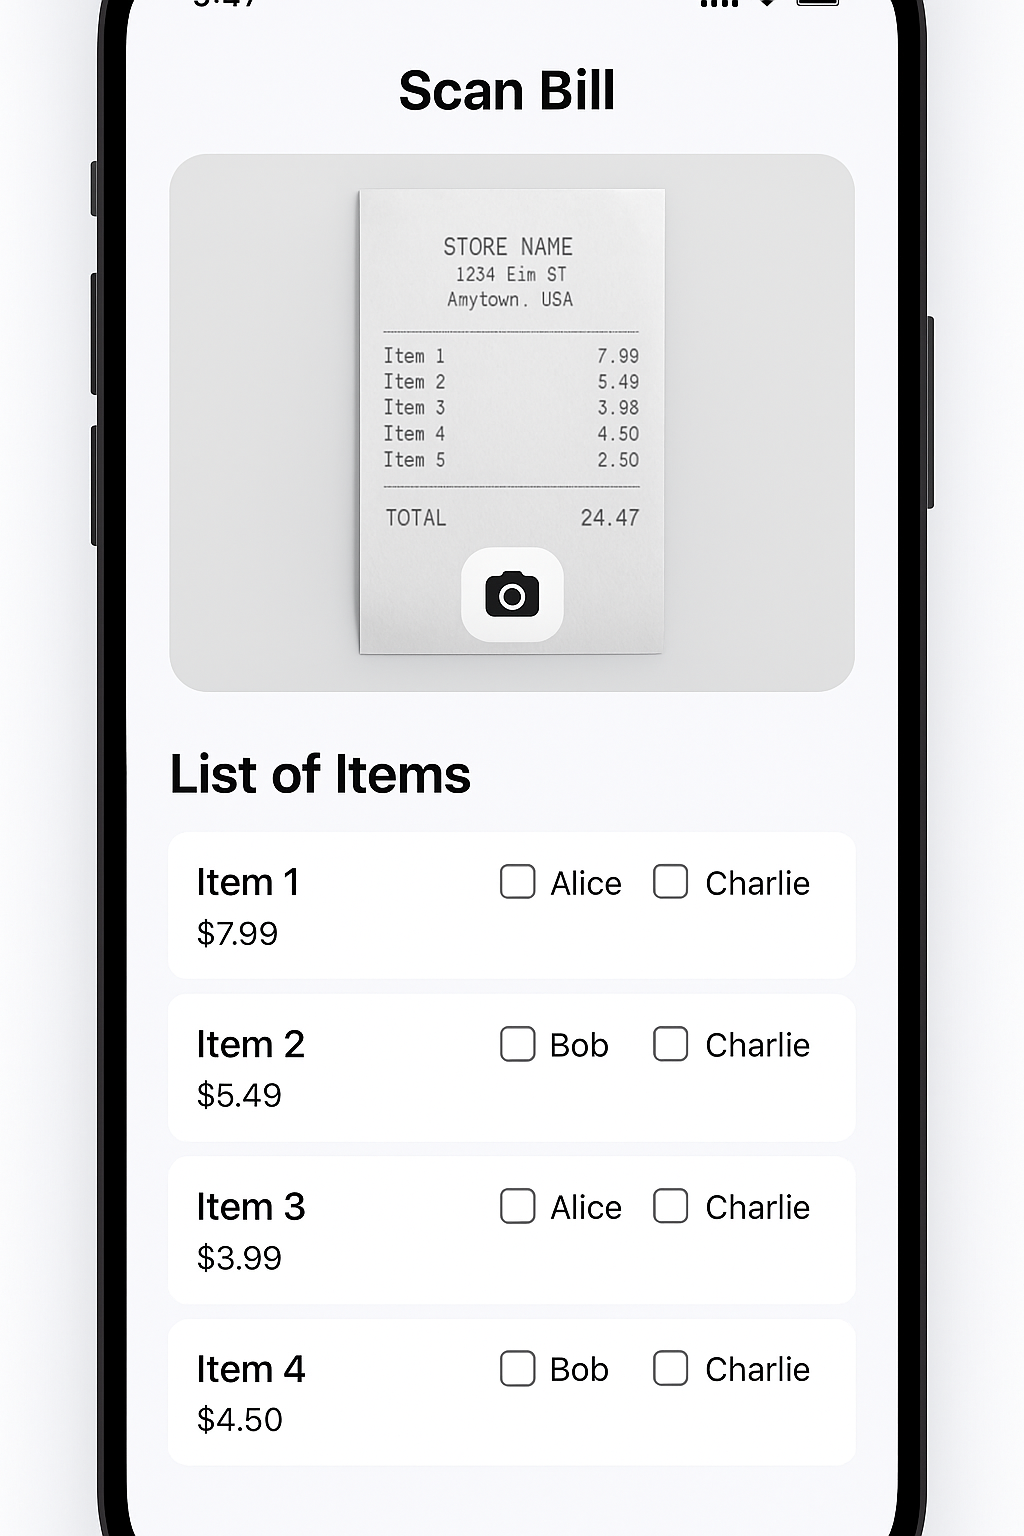 Scan Bill
STORE NAME
1234 Eim ST
Amytown. USA
Item 1 7.99
Item 2 5.49
Item 3 3.98
Item 4 4.50
Item 5 2.50
TOTAL 24.47
List of Items
Item 1 Alice Charlie
$7.99
Item 2 Bob Charlie
$5.49
Item 3 Alice Charlie
$3.99
Item 4 Bob Charlie
$4.50